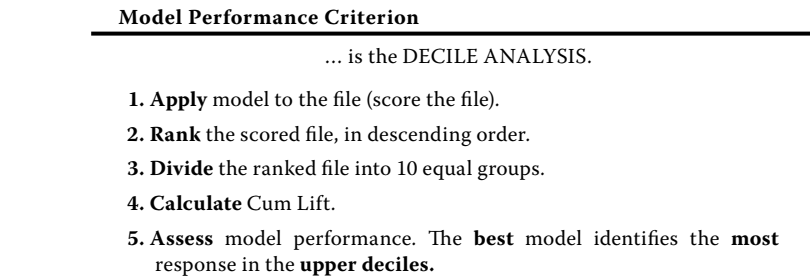 Model Performance Criterion
... is the DECILE ANALYSIS.
1. Apply model to the file (score the file).
2. Rank the scored file, in descending order.
3. Divide the ranked file into 10 equal groups.
4. Calculate Cum Lift.
5. Assess model performance. The best model identifies the most
response in the upper deciles.